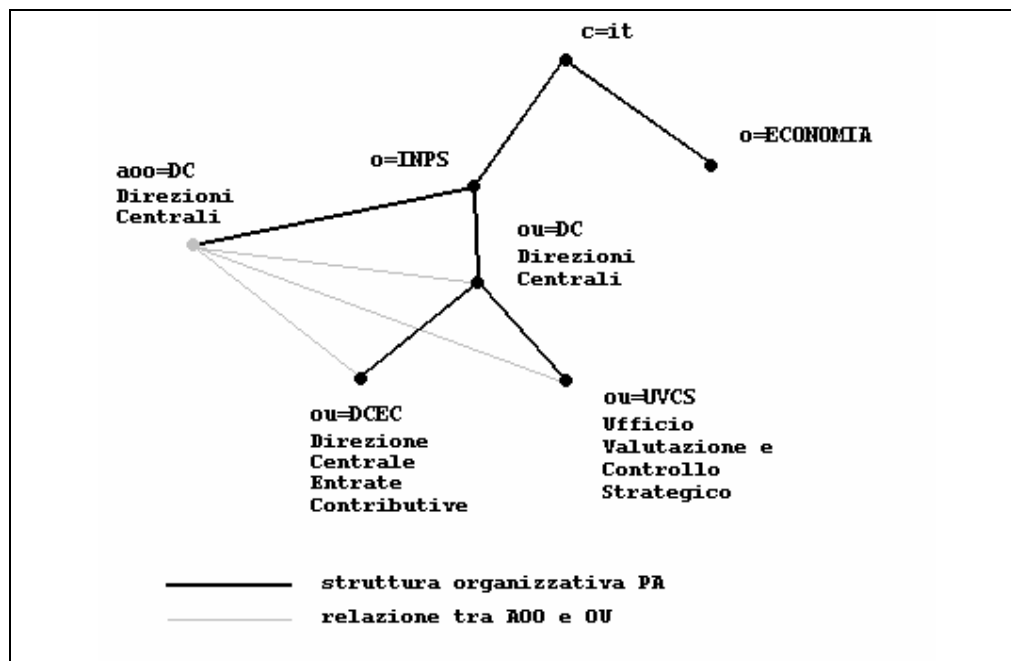 c=it
o=ECONOMIA
o=INPS
aoo=DC
Direzioni
Centrali
ou=DC
Direzioni
Centrali
ou=DCEC
Direzione
Centrale
Entrate
Contributive
ou=UVCS
Ufficio
Valutazione e
Controllo
Strategico
struttura organizzativa PA
relazione tra AOO e OU